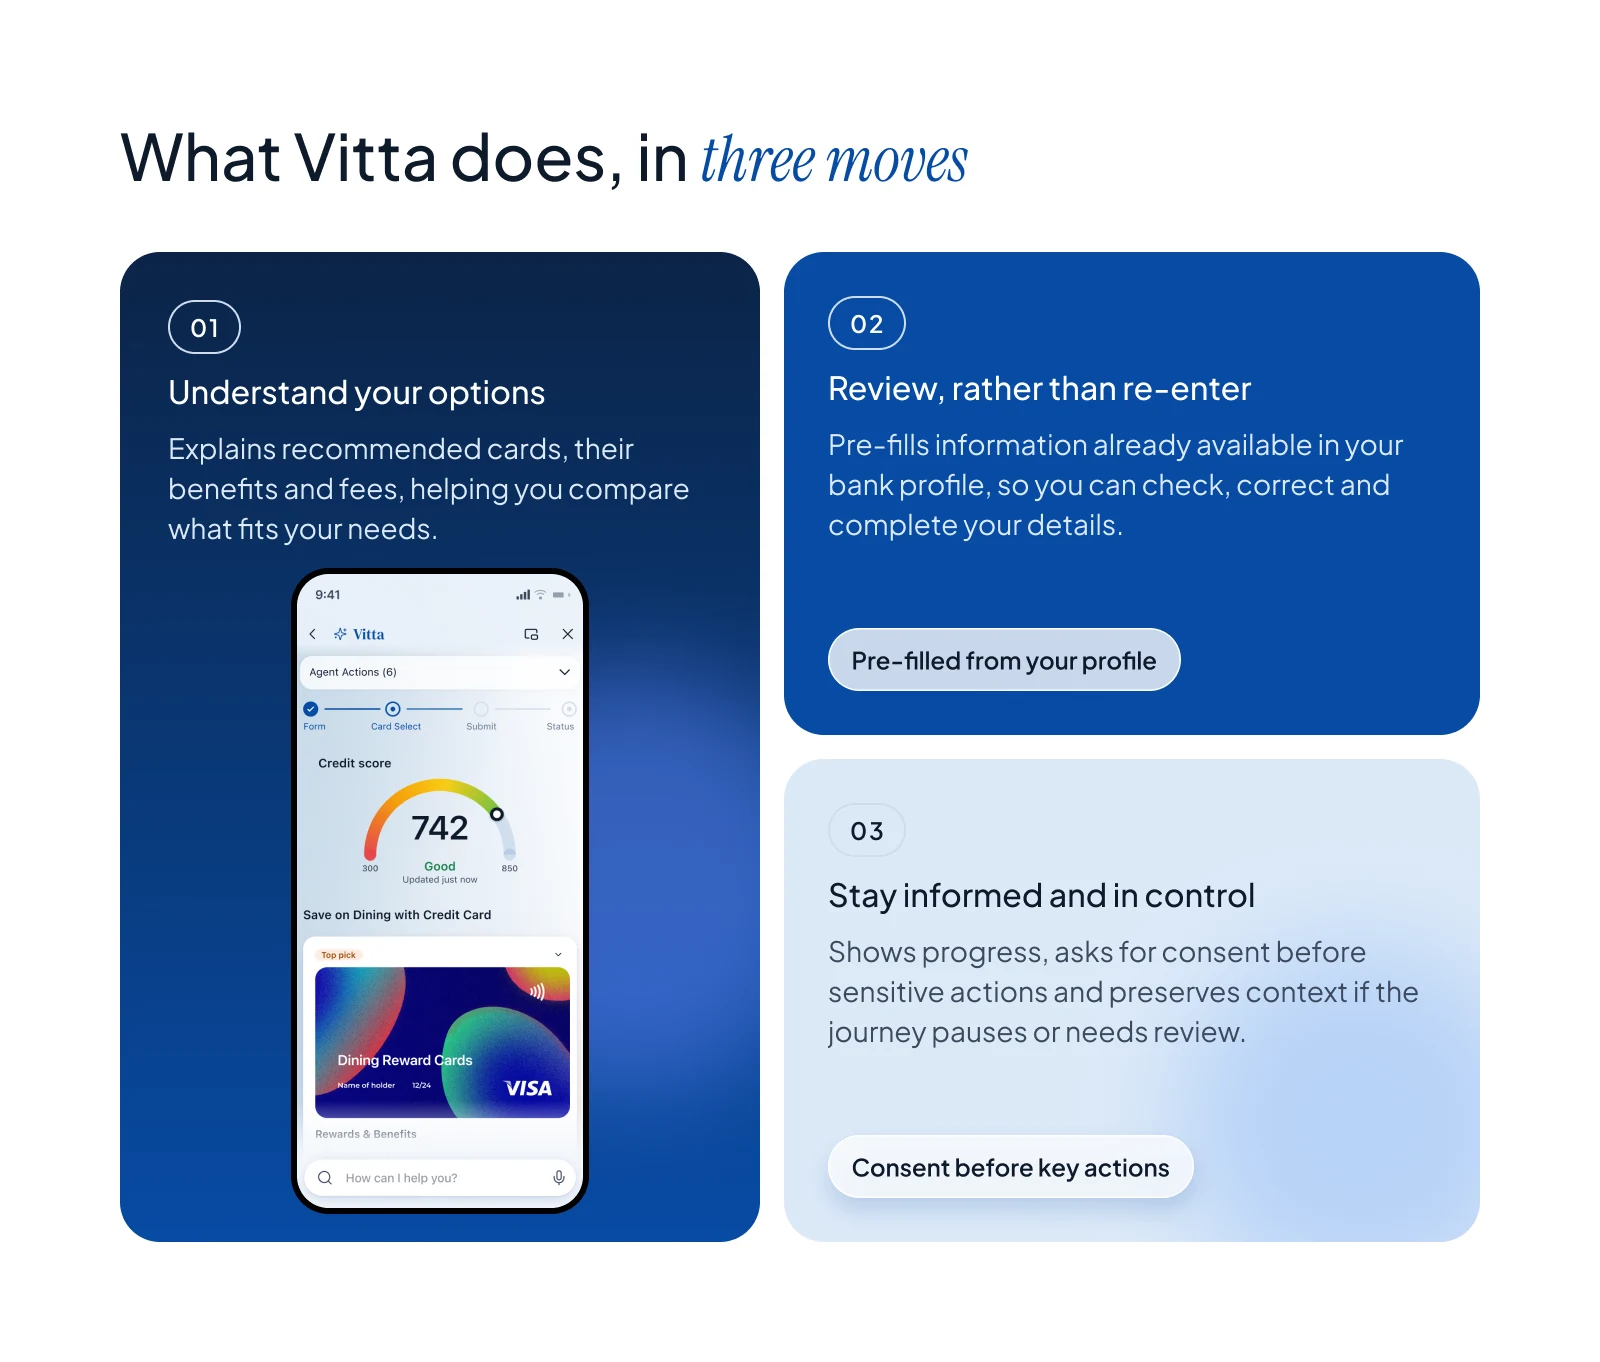 What Vitta does, in three moves
01
Understand your options
Explains recommended cards, their
benefits and fees, helping you compare
what fits your needs.
9:41
Vitta
Agent Actions (6)
Form Card Select Submit Status
Credit score
742
300 Good 850
Updated just now
Save on Dining with Credit Card
Top pick
Dining Reward Cards
Name of holder 12/24
VISA
Rewards & Benefits
How can I help you?
02
Review, rather than re-enter
Pre-fills information already available in your
bank profile, so you can check, correct and
complete your details.
Pre-filled from your profile
03
Stay informed and in control
Shows progress, asks for consent before
sensitive actions and preserves context if the
journey pauses or needs review.
Consent before key actions